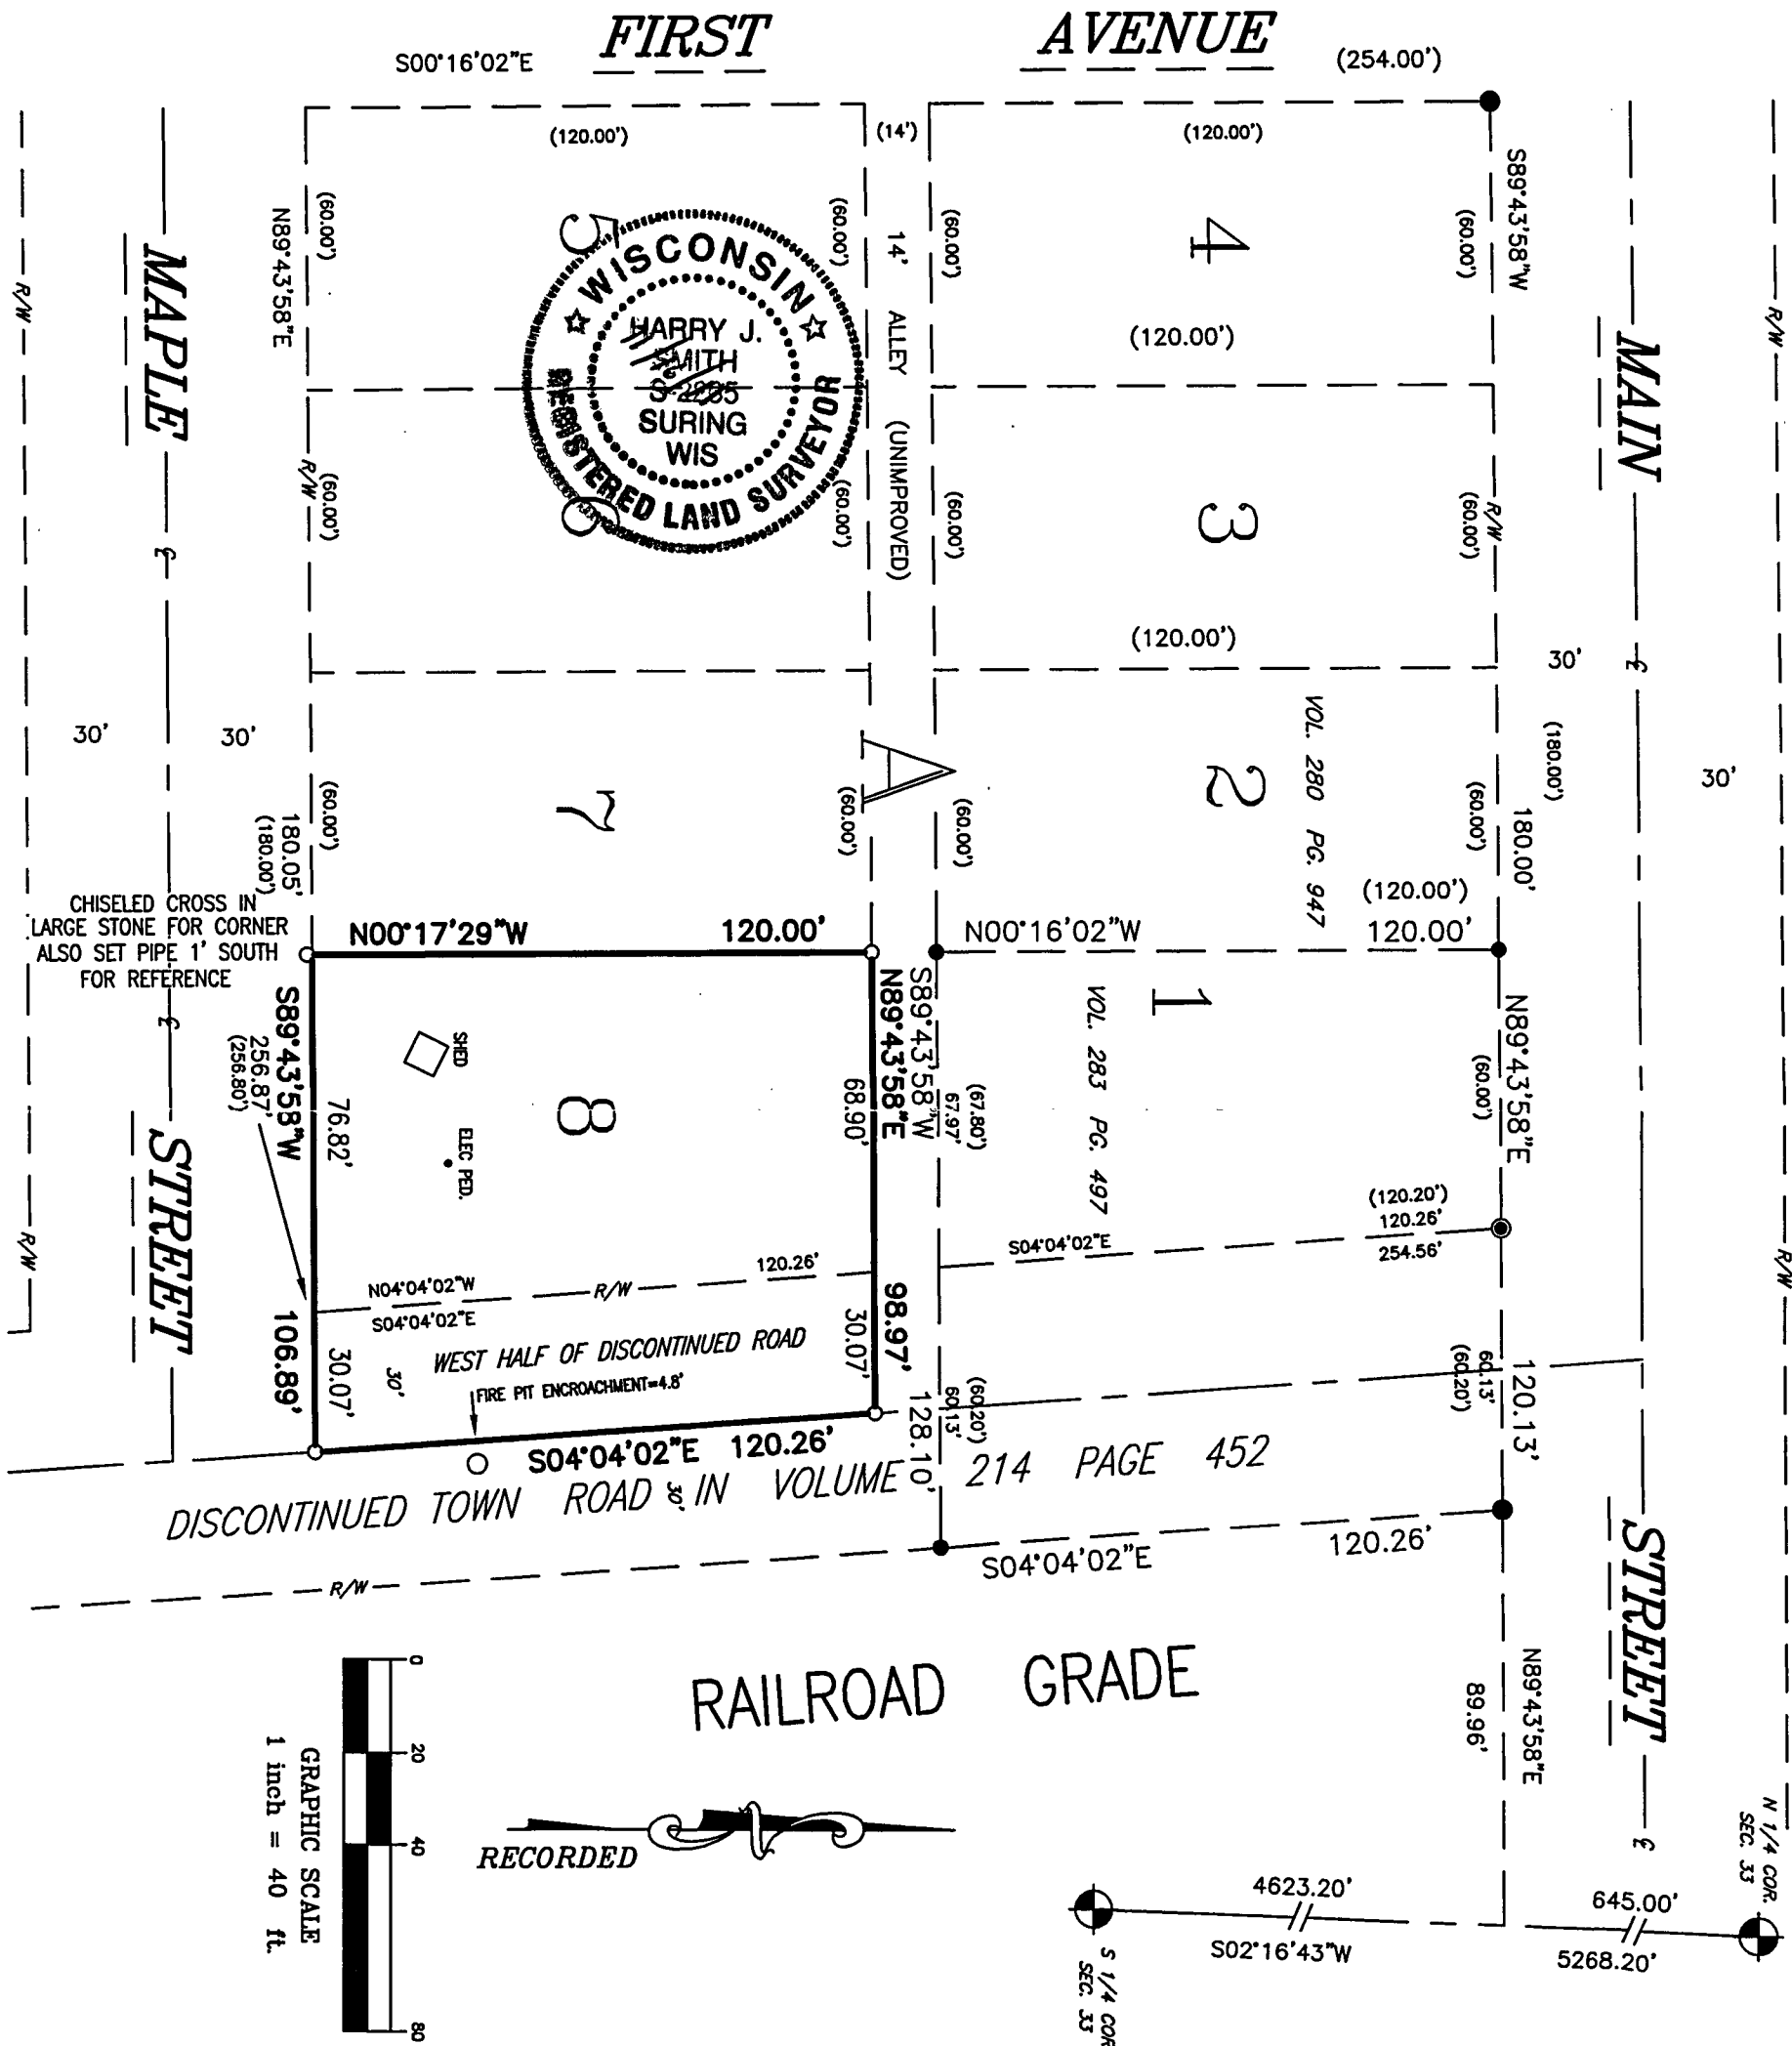 FIRST AVENUE
S00°16'02"E
(254.00')
(120.00')
(14')
(120.00')
S89°43'58"W
R/W
R/W
MAPLE
N89°43'58"E
(60.00')
5
(60.00')
14' ALLEY (UNIMPROVED)
(60.00')
4
(60.00')
(120.00')
MAIN
WISCONSIN
HARRY J.
SMITH
SURING
WIS
REGISTERED LAND SURVEYOR
R/W
(60.00')
6
(60.00')
(60.00')
3
R/W
(60.00')
(120.00')
℄
℄
30'
30'
30'
30'
(180.00')
180.00'
(60.00')
7
(60.00')
A
(60.00')
2
VOL. 280 PG. 947
(60.00')
180.05'
(180.00')
(120.00')
120.00'
CHISELED CROSS IN
LARGE STONE FOR CORNER
ALSO SET PIPE 1' SOUTH
FOR REFERENCE
N00°17'29"W 120.00'
N00°16'02"W
℄
S89°43'58"W
256.87'
(256.80')
76.82'
SHED
ELEC PED.
8
N89°43'58"E
68.90'
S89°43'58"W
(67.80')
67.97'
1
VOL. 283 PG. 497
N89°43'58"E
(60.00')
(120.20')
120.26'
254.56'
S04°04'02"E
STREET
R/W
R/W
N04°04'02"W
R/W
120.26'
S04°04'02"E
WEST HALF OF DISCONTINUED ROAD
FIRE PIT ENCROACHMENT=4.8'
30'
106.89'
30.07'
98.97'
30.07'
(60.20')
60.13'
128.10'
60.13'
(60.20')
120.13'
S04°04'02"E 120.26'
DISCONTINUED TOWN ROAD IN VOLUME 214 PAGE 452
30'
S04°04'02"E
120.26'
R/W
STREET
RAILROAD GRADE
N89°43'58"E
89.96'
0
20
40
80
GRAPHIC SCALE
1 inch = 40 ft.
RECORDED
℄
N 1/4 COR.
SEC. 33
4623.20'
645.00'
S02°16'43"W
5268.20'
S 1/4 COR
SEC. 33